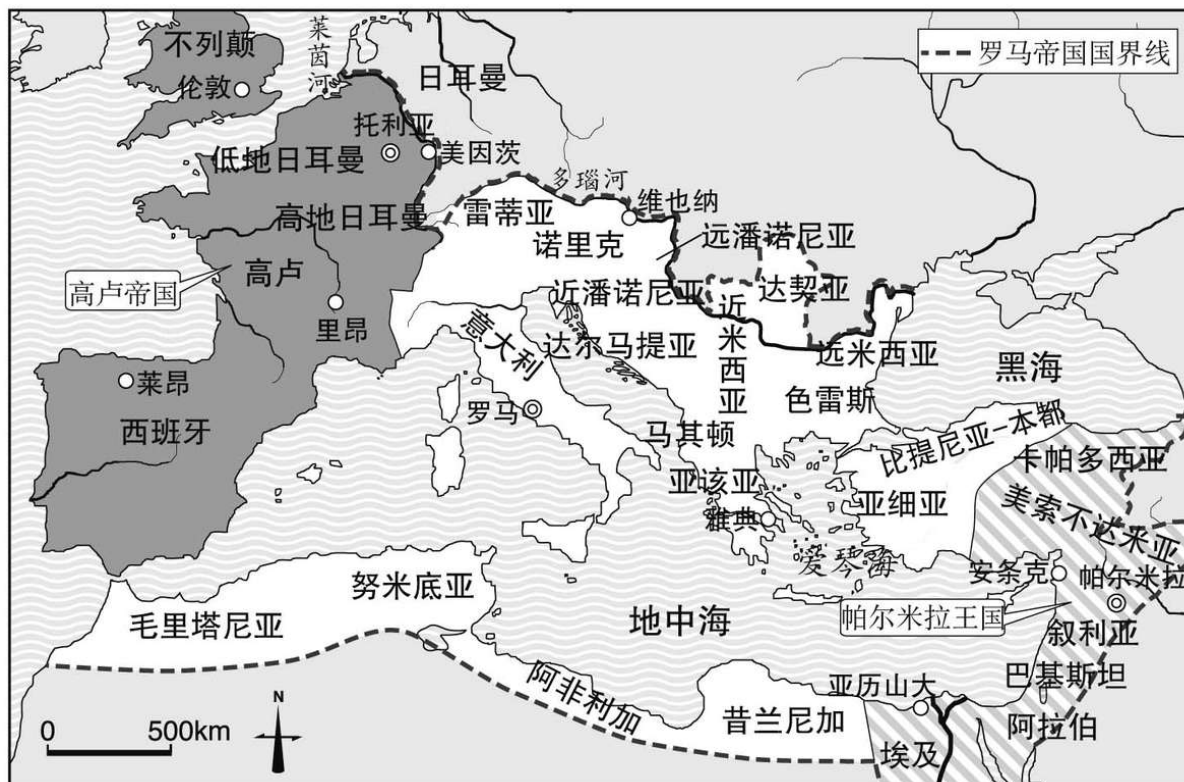 罗马帝国国界线
不列颠
伦敦
莱茵河
日耳曼
托利亚
低地日耳曼
美因茨
多瑙河
维也纳
高地日耳曼
雷蒂亚
诺里克
远潘诺尼亚
高卢
高卢帝国
近潘诺尼亚
达契亚
里昂
意大利
达尔马提亚
近米西亚
远米西亚
黑海
莱昂
西班牙
罗马
色雷斯
马其顿
比提尼亚-本都
卡帕多西亚
亚该亚
亚细亚
美索不达米亚
雅典
爱琴海
安条克
帕尔米拉
努米底亚
毛里塔尼亚
地中海
帕尔米拉王国
叙利亚
巴基斯坦
阿非利加
昔兰尼加
亚历山大
阿拉伯
埃及
0 500km
N